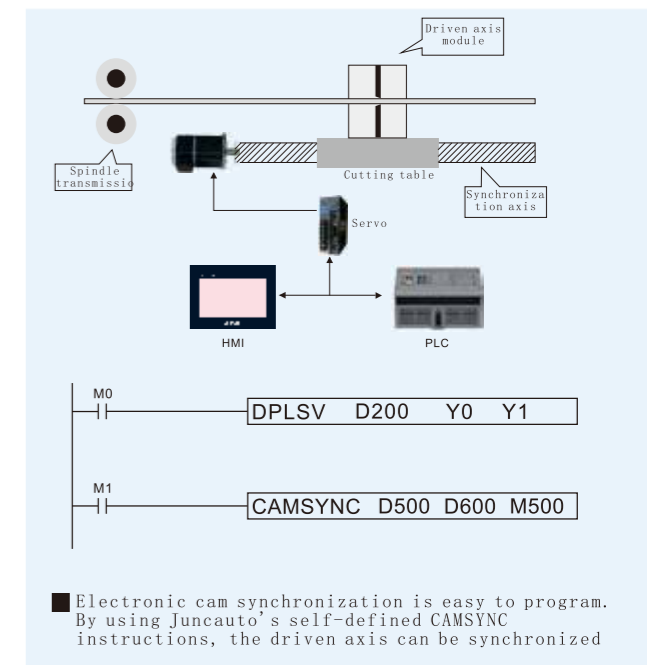 Driven axis
module
Spindle
transmissio
Cutting table
Synchroniza
tion axis
Servo
HMI
PLC
M0
DPLSV D200 Y0 Y1
M1
CAMSYNC D500 D600 M500
Electronic cam synchronization is easy to program.
By using Juncauto's self-defined CAMSYNC
instructions, the driven axis can be synchronized